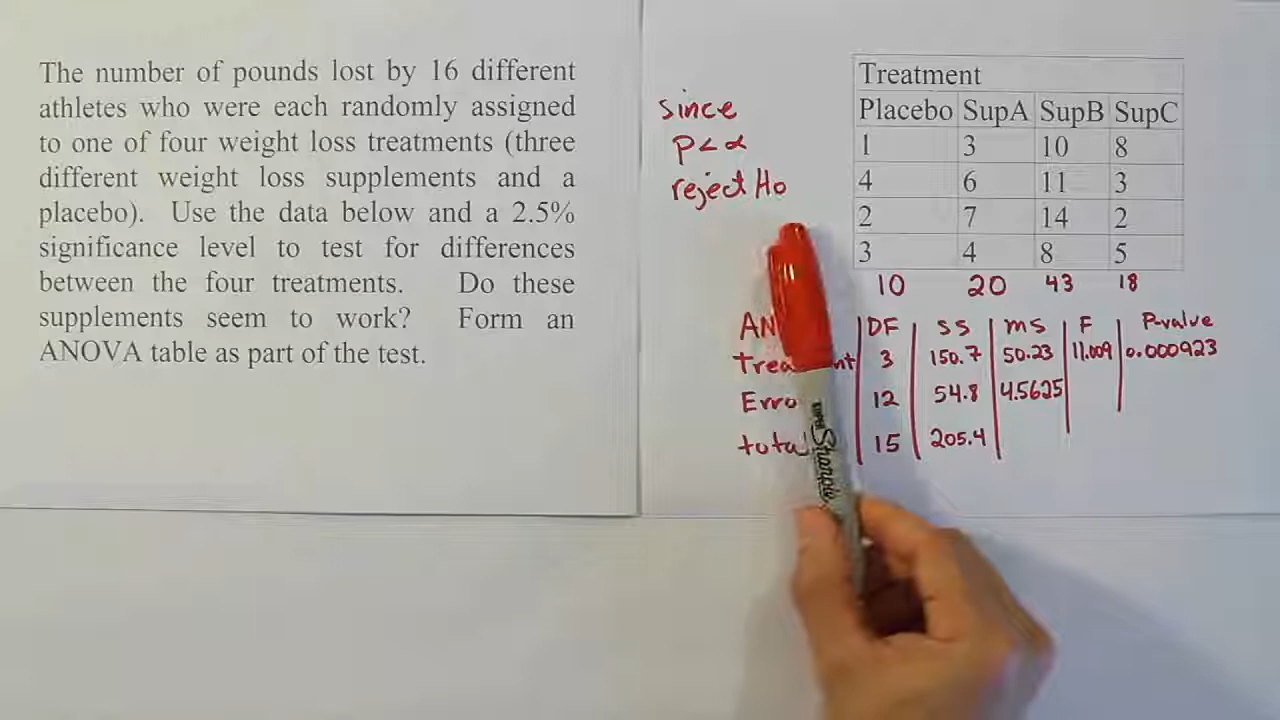 The number of pounds lost by 16 different
athletes who were each randomly assigned
to one of four weight loss treatments (three
different weight loss supplements and a
placebo). Use the data below and a 2.5%
significance level to test for differences
between the four treatments. Do these
supplements seem to work? Form an
ANOVA table as part of the test.
since
p<α
reject Ho
Treatment
Placebo SupA SupB SupC
1 3 10 8
4 6 11 3
2 7 14 2
3 4 8 5
10 20 43 18
DF SS MS F P-value
3 150.7 50.23 11.009 0.000923
12 54.8 4.5625
total 15 205.4
Sharpie